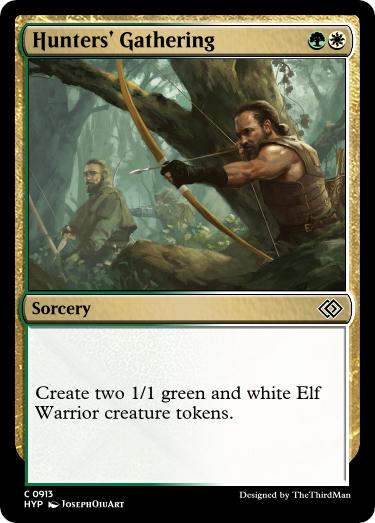 Hunters' Gathering
Sorcery
Create two 1/1 green and white Elf
Warrior creature tokens.
C 0913
HYP JosephQiuArt
Designed by TheThirdMan